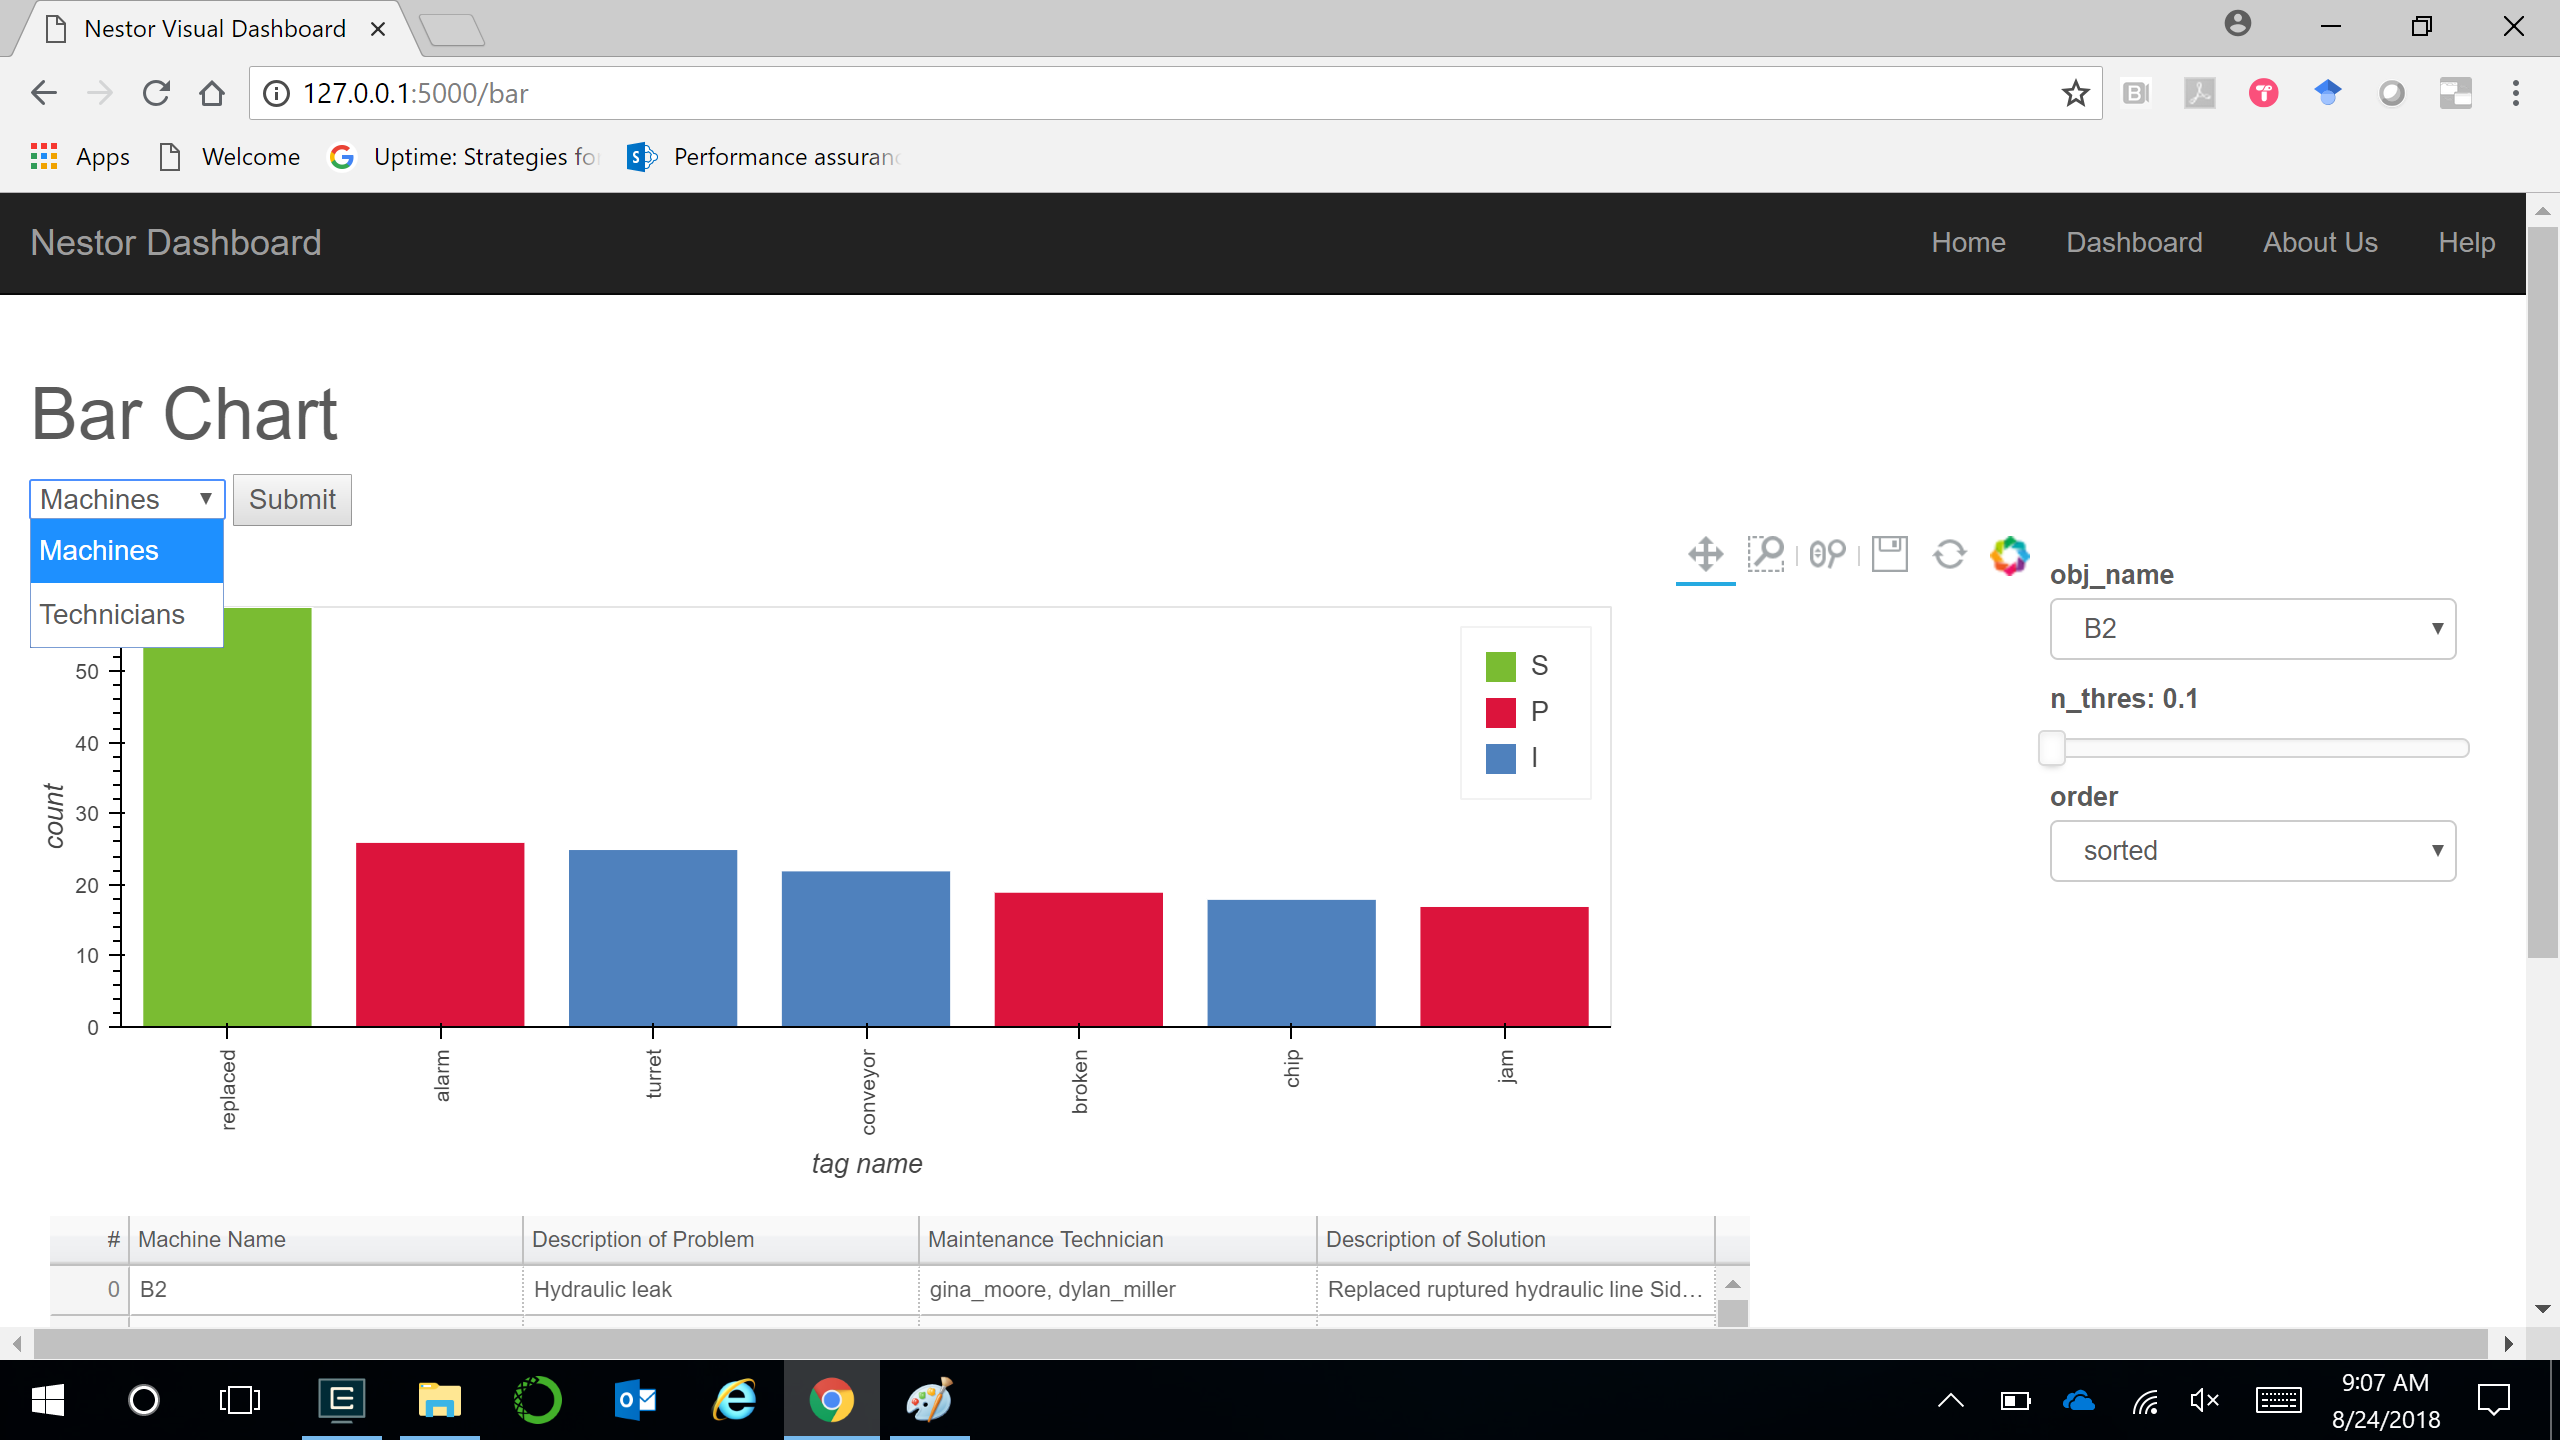 Nestor Visual Dashboard
127.0.0.1:5000/bar
Apps Welcome Uptime: Strategies for Performance assuranc
Nestor Dashboard Home Dashboard About Us Help
Bar Chart
Machines Submit
Machines
Technicians
obj_name
B2
n_thres: 0.1
order
sorted
S
P
I
50
40
30
20
10
0
count
replaced
alarm
turret
conveyor
broken
chip
jam
tag name
# Machine Name Description of Problem Maintenance Technician Description of Solution
0 B2 Hydraulic leak gina_moore, dylan_miller Replaced ruptured hydraulic line Sid...
9:07 AM
8/24/2018